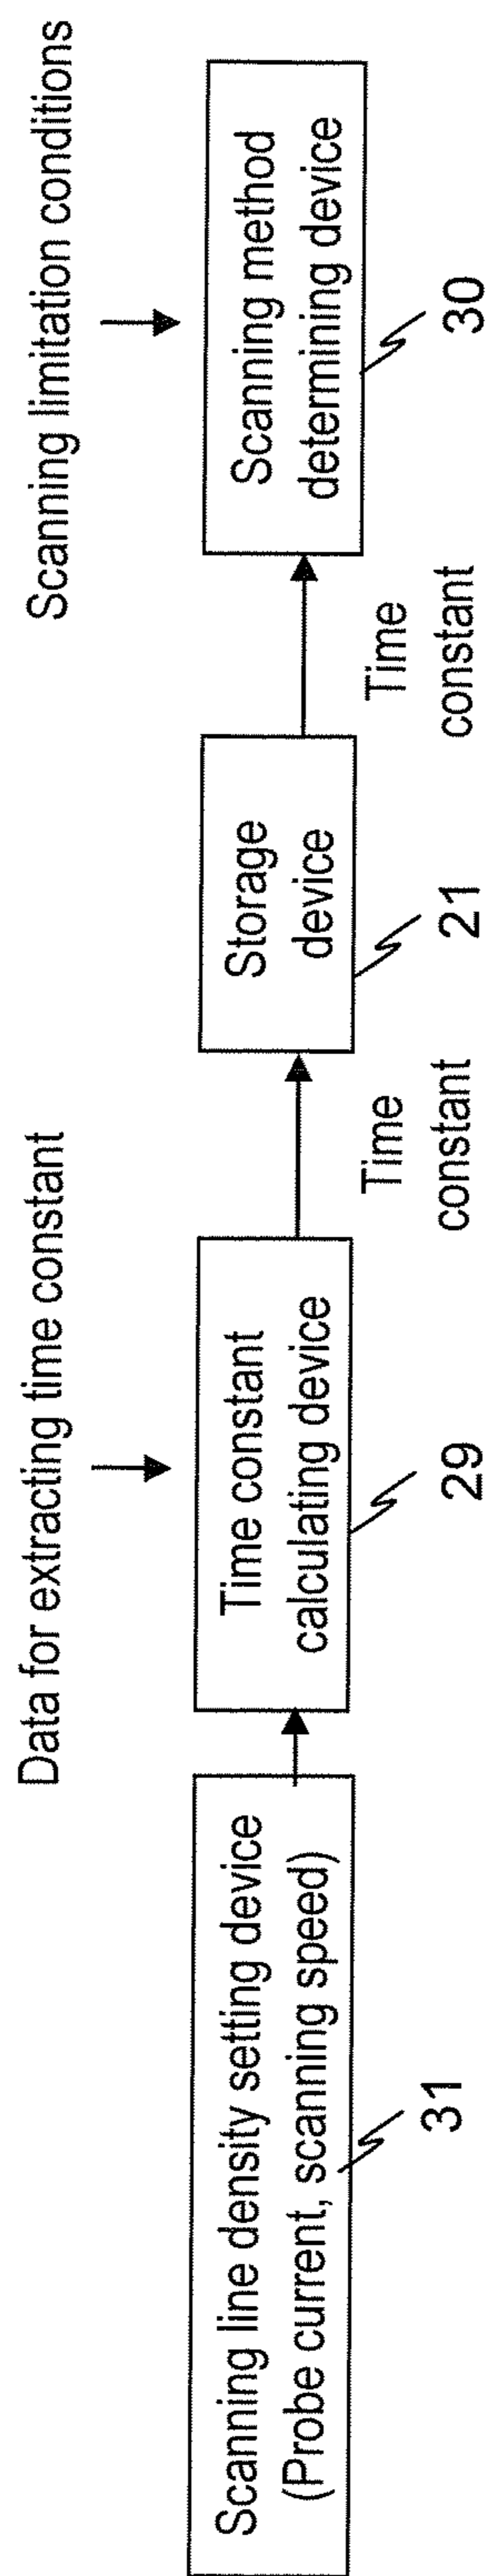 Scanning line density setting device
(Probe current, scanning speed)
31
Data for extracting time constant
Time constant
calculating device
29
Time
constant
Storage
device
21
Time
constant
Scanning limitation conditions
Scanning method
determining device
30